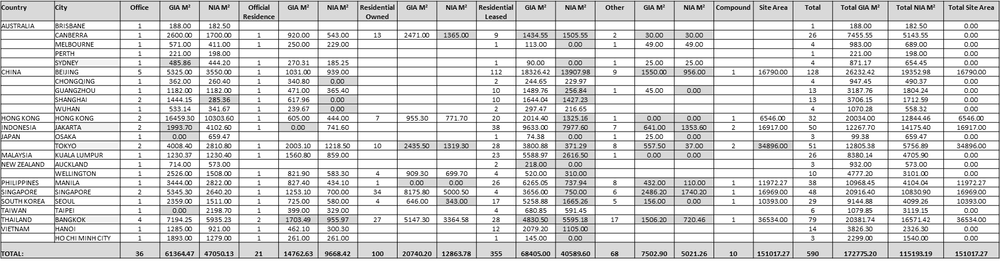 Country City Office GIA M² NIA M² Official Residence GIA M² NIA M² Residential Owned GIA M² NIA M² Residential Leased GIA M² NIA M² Other GIA M² NIA M² Compound Site Area Total Total GIA M² Total NIA M² Total Site Area
AUSTRALIA BRISBANE 1 188.00 182.50 1 188.00 182.50 0.00
CANBERRA 1 2600.00 1700.00 1 920.00 543.00 13 2471.00 1365.00 9 1434.55 1505.55 2 30.00 30.00 26 7455.55 5143.55 0.00
MELBOURNE 1 571.00 411.00 1 250.00 229.00 1 113.00 0.00 1 49.00 49.00 4 983.00 689.00 0.00
PERTH 1 221.00 198.00 1 221.00 198.00 0.00
SYDNEY 1 485.86 444.20 1 270.31 185.25 1 90.00 0.00 1 25.00 25.00 4 871.17 654.45 0.00
CHINA BEIJING 5 5325.00 3550.00 1 1031.00 939.00 112 18326.42 13907.98 9 1550.00 956.00 1 16790.00 128 26232.42 19352.98 16790.00
CHONGQING 1 362.00 260.40 1 340.80 0.00 2 244.65 229.97 4 947.45 490.37 0.00
GUANGZHOU 1 1182.00 1182.00 1 471.00 365.40 10 1489.76 256.84 1 45.00 0.00 13 3187.76 1804.24 0.00
SHANGHAI 2 1444.15 285.36 1 617.96 0.00 10 1644.04 1427.23 13 3706.15 1712.59 0.00
WUHAN 1 533.14 341.67 1 239.67 0.00 2 297.47 216.65 4 1070.28 558.32 0.00
HONG KONG HONG KONG 2 16459.30 10303.60 1 605.00 444.00 7 955.30 771.70 20 2014.40 1325.16 1 0.00 0.00 1 6546.00 32 20034.00 12844.46 6546.00
INDONESIA JAKARTA 2 1993.70 4102.60 1 0.00 741.60 38 9633.00 7977.60 7 641.00 1353.60 2 16917.00 50 12267.70 14175.40 16917.00
JAPAN OSAKA 1 0.00 659.47 1 74.38 0.00 1 25.00 0.00 3 99.38 659.47 0.00
TOKYO 2 4008.40 2810.80 1 2003.10 1218.50 10 2435.50 1319.30 28 3800.88 371.29 8 557.50 37.00 2 34896.00 51 12805.38 5756.89 34896.00
MALAYSIA KUALA LUMPUR 1 1230.37 1230.40 1 1560.80 859.00 23 5588.97 2616.50 1 0.00 0.00 26 8380.14 4705.90 0.00
NEW ZEALAND AUCKLAND 1 714.00 573.00 2 218.00 0.00 3 932.00 573.00 0.00
WELLINGTON 1 2526.00 1508.00 1 821.90 583.30 4 909.30 699.70 4 520.00 310.00 10 4777.20 3101.00 0.00
PHILIPPINES MANILA 1 3444.00 2822.00 1 827.40 434.10 1 0.00 0.00 26 6265.05 737.94 8 432.00 110.00 1 11972.27 38 10968.45 4104.04 11972.27
SINGAPORE SINGAPORE 2 5345.30 2640.20 1 1253.10 700.00 34 8175.80 5000.50 4 3656.00 750.00 6 2486.20 1740.20 1 16969.00 48 20916.40 10830.90 16969.00
SOUTH KOREA SEOUL 1 2359.00 1511.00 1 725.00 580.00 4 646.00 343.00 17 5258.88 1665.26 5 156.00 0.00 1 10393.00 29 9144.88 4099.26 10393.00
TAIWAN TAIPEI 1 0.00 2198.70 1 399.00 329.00 4 680.85 591.45 6 1079.85 3119.15 0.00
THAILAND BANGKOK 4 7194.25 5935.23 2 1703.49 955.97 27 5147.30 3364.58 28 4830.50 5595.18 17 1506.20 720.46 1 36534.00 79 20381.74 16571.42 36534.00
VIETNAM HANOI 1 1285.00 921.00 1 462.10 300.30 12 2079.20 1105.00 14 3826.30 2326.30 0.00
HO CHI MINH CITY 1 1893.00 1279.00 1 261.00 261.00 1 145.00 0.00 3 2299.00 1540.00 0.00
TOTAL: 36 61364.47 47050.13 21 14762.63 9668.42 100 20740.20 12863.78 355 68405.00 40589.60 68 7502.90 5021.26 10 151017.27 590 172775.20 115193.19 151017.27